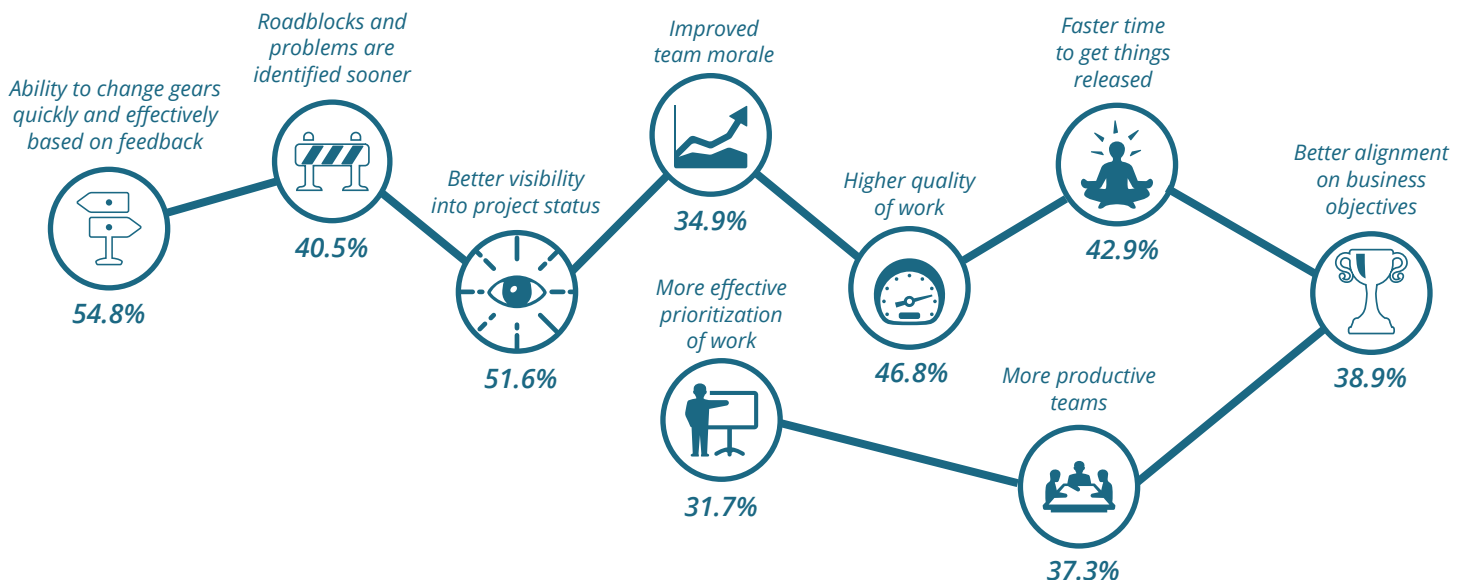 Ability to change gears
quickly and effectively
based on feedback
54.8%
Roadblocks and
problems are
identified sooner
40.5%
Better visibility
into project status
51.6%
Improved
team morale
34.9%
Higher quality
of work
46.8%
Faster time
to get things
released
42.9%
Better alignment
on business
objectives
38.9%
More productive
teams
37.3%
More effective
prioritization
of work
31.7%